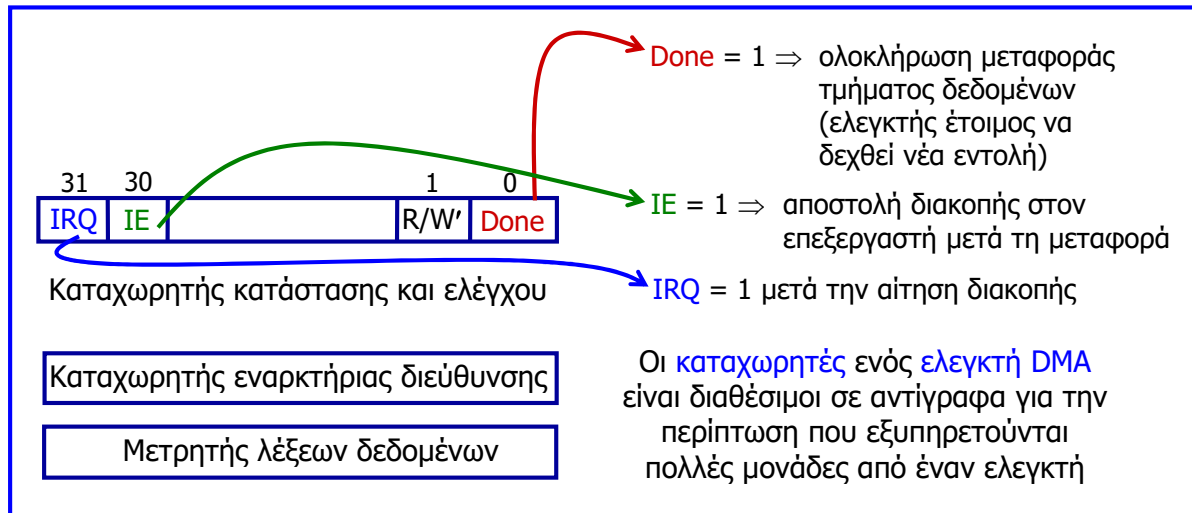 Done = 1 ⇒ ολοκλήρωση μεταφοράς
τμήματος δεδομένων
(ελεγκτής έτοιμος να
δεχθεί νέα εντολή)
31 30 1 0
IRQ IE R/W′ Done
IE = 1 ⇒ αποστολή διακοπής στον
επεξεργαστή μετά τη μεταφορά
Καταχωρητής κατάστασης και ελέγχου
IRQ = 1 μετά την αίτηση διακοπής
Καταχωρητής εναρκτήριας διεύθυνσης
Μετρητής λέξεων δεδομένων
Οι καταχωρητές ενός ελεγκτή DMA
είναι διαθέσιμοι σε αντίγραφα για την
περίπτωση που εξυπηρετούνται
πολλές μονάδες από έναν ελεγκτή